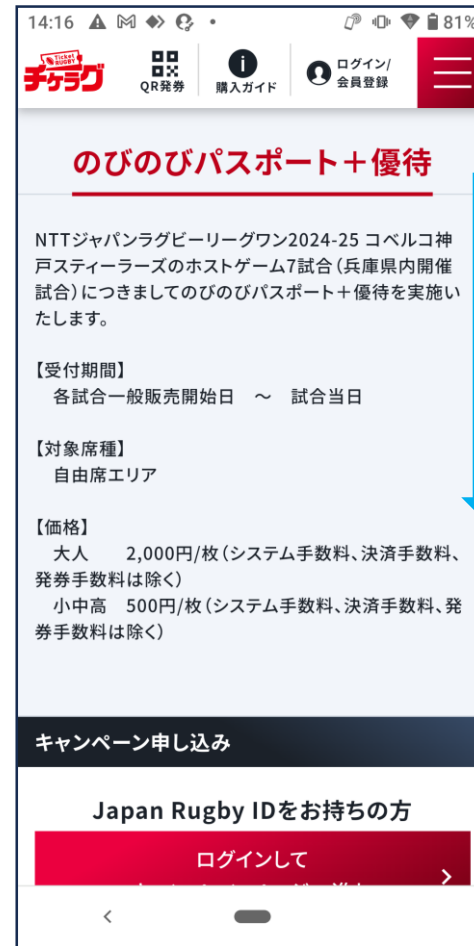 14:16
81%
Ticket
RUGBY
チケラグ
QR発券
購入ガイド
ログイン/
会員登録
のびのびパスポート＋優待
NTTジャパンラグビーリーグワン2024-25 コベルコ神
戸スティーラーズのホストゲーム7試合（兵庫県内開催
試合）につきましてのびのびパスポート＋優待を実施い
たします。
【受付期間】
各試合一般販売開始日　～　試合当日
【対象席種】
自由席エリア
【価格】
大人　2,000円/枚（システム手数料、決済手数料、
発券手数料は除く）
小中高　500円/枚（システム手数料、決済手数料、発
券手数料は除く）
キャンペーン申し込み
Japan Rugby IDをお持ちの方
ログインして